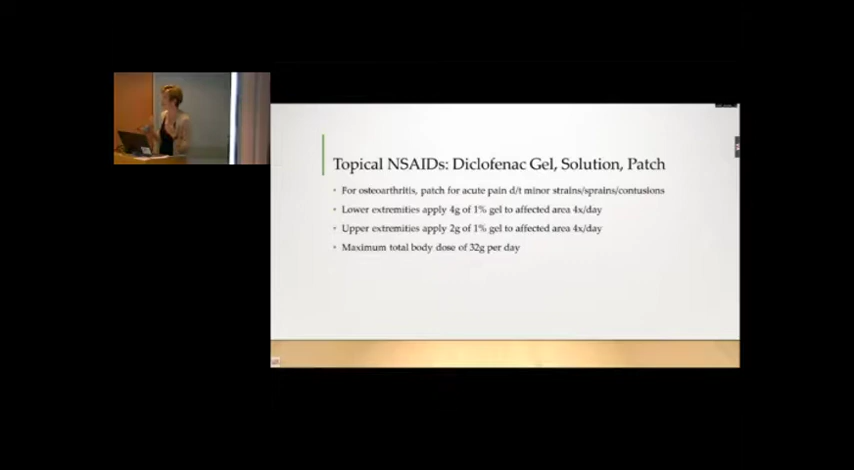 Topical NSAIDs: Diclofenac Gel, Solution, Patch
• For osteoarthritis, patch for acute pain d/t minor strains/sprains/contusions
• Lower extremities apply 4g of 1% gel to affected area 4x/day
• Upper extremities apply 2g of 1% gel to affected area 4x/day
• Maximum total body dose of 32g per day